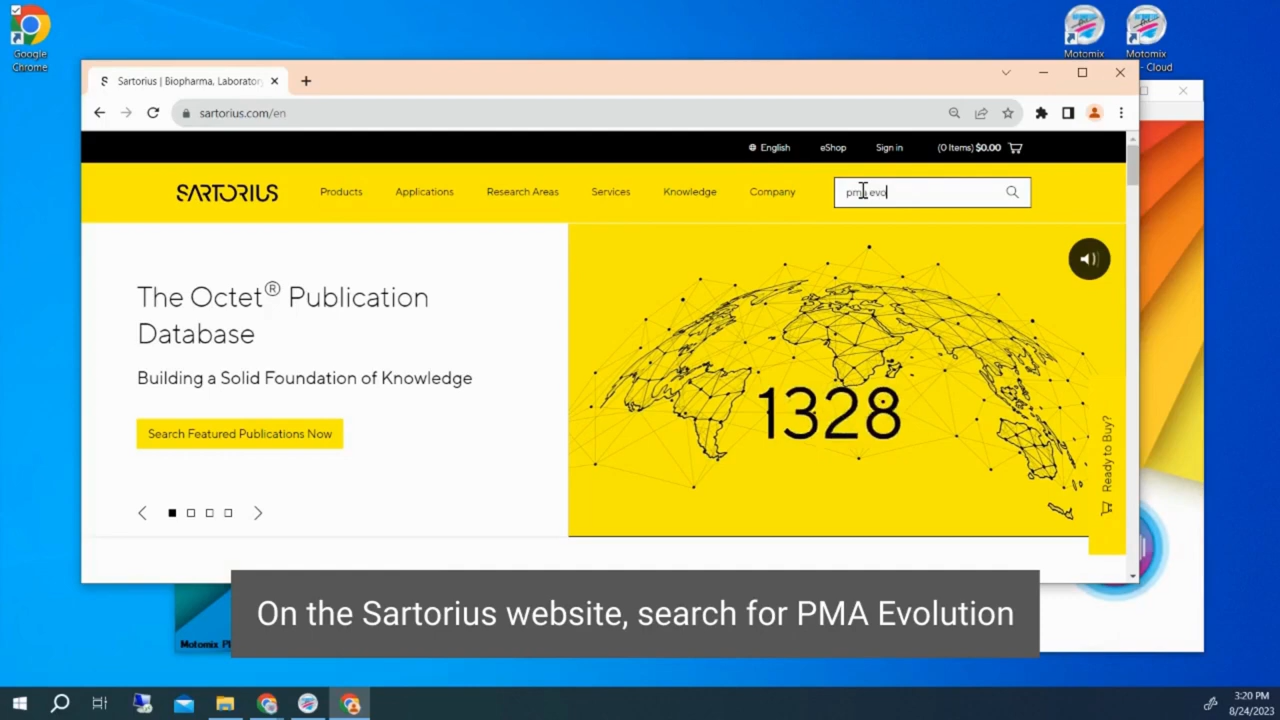 Google
Chrome
Motomix
Motomix
- Cloud
Sartorius | Biopharma, Laborator
sartorius.com/en
English
eShop
Sign in
(0 Items) $0.00
SARTORIUS
Products
Applications
Research Areas
Services
Knowledge
Company
pma evo
The Octet® Publication
Database
Building a Solid Foundation of Knowledge
Search Featured Publications Now
1328
Ready to Buy?
On the Sartorius website, search for PMA Evolution
Motomix
3:20 PM
8/24/2023